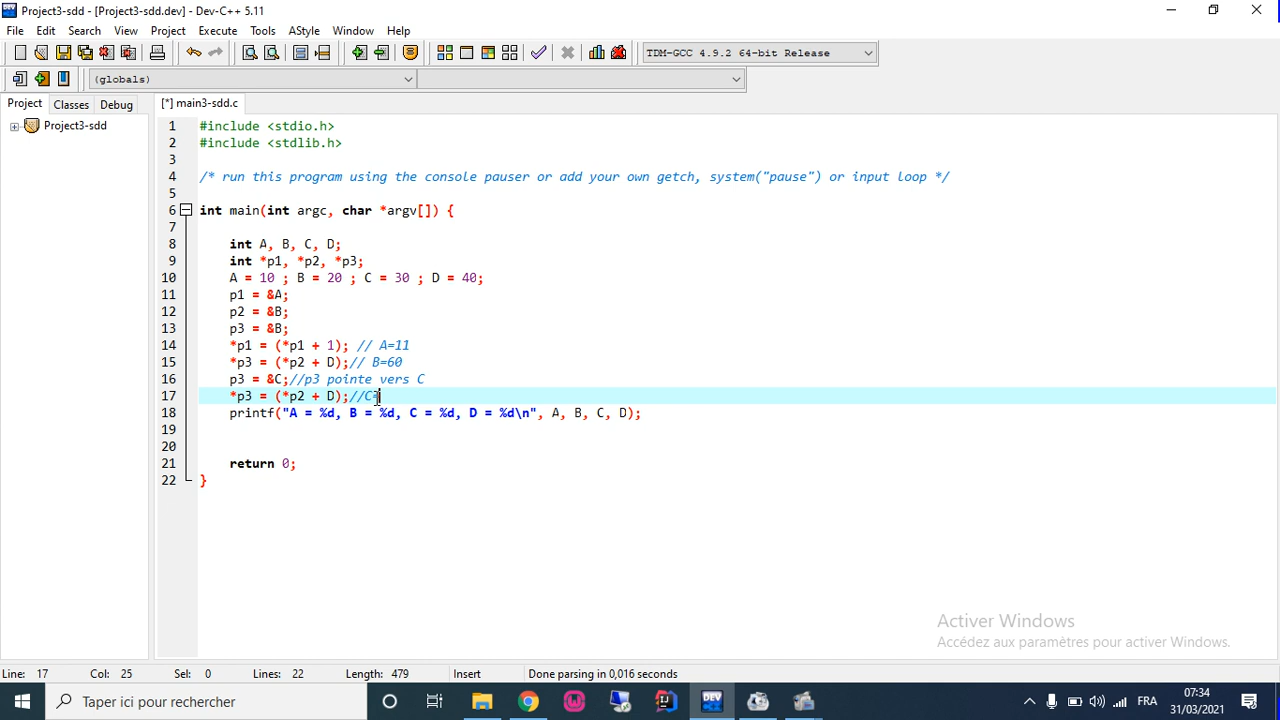 Project3-sdd - [Project3-sdd.dev] - Dev-C++ 5.11
File Edit Search View Project Execute Tools AStyle Window Help
TDM-GCC 4.9.2 64-bit Release
(globals)
Project Classes Debug [*] main3-sdd.c
Project3-sdd
1 #include <stdio.h>
2 #include <stdlib.h>
3
4 /* run this program using the console pauser or add your own getch, system("pause") or input loop */
5
6 int main(int argc, char *argv[]) {
7
8 int A, B, C, D;
9 int *p1, *p2, *p3;
10 A = 10 ; B = 20 ; C = 30 ; D = 40;
11 p1 = &A;
12 p2 = &B;
13 p3 = &B;
14 *p1 = (*p1 + 1); // A=11
15 *p3 = (*p2 + D);// B=60
16 p3 = &C;//p3 pointe vers C
17 *p3 = (*p2 + D);//C=
18 printf("A = %d, B = %d, C = %d, D = %d\n", A, B, C, D);
19
20
21 return 0;
22 }
Activer Windows
Accédez aux paramètres pour activer Windows.
Line: 17 Col: 25 Sel: 0 Lines: 22 Length: 479 Insert Done parsing in 0,016 seconds
Taper ici pour rechercher
DEV
FRA
07:34
31/03/2021